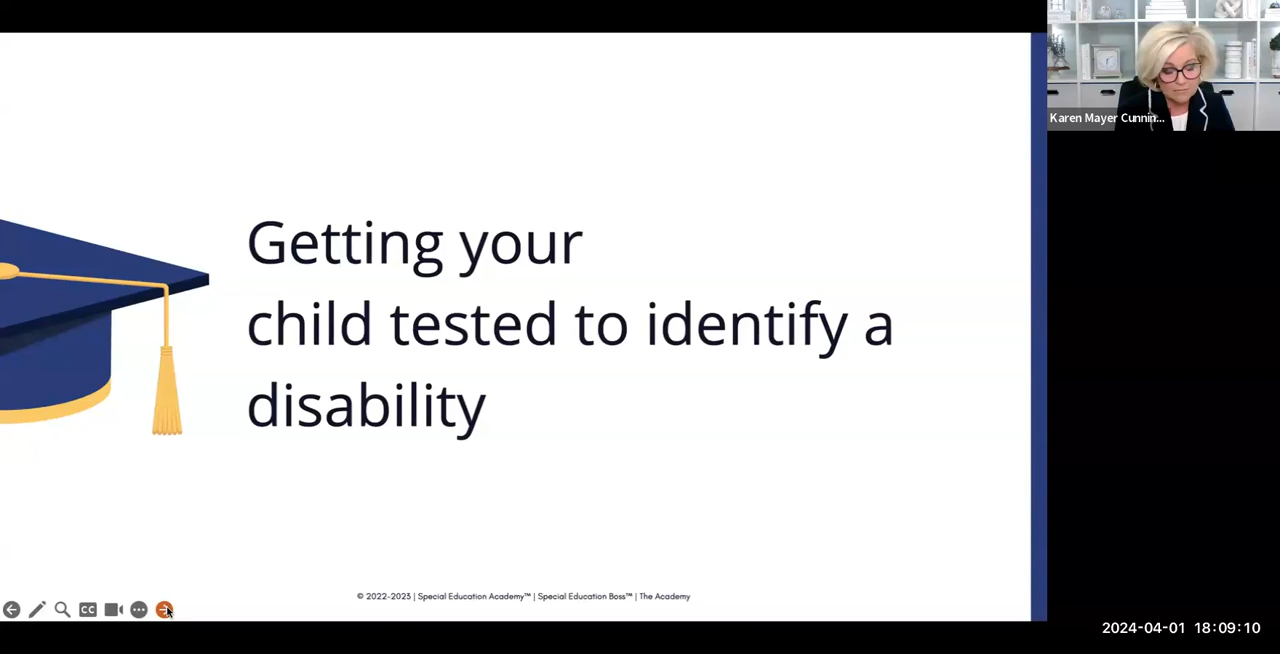 Getting your
child tested to identify a
disability
© 2022-2023 | Special Education Academy™ | Special Education Boss™ | The Academy
CC
Karen Mayer Cunnin...
2024-04-01 18:09:10